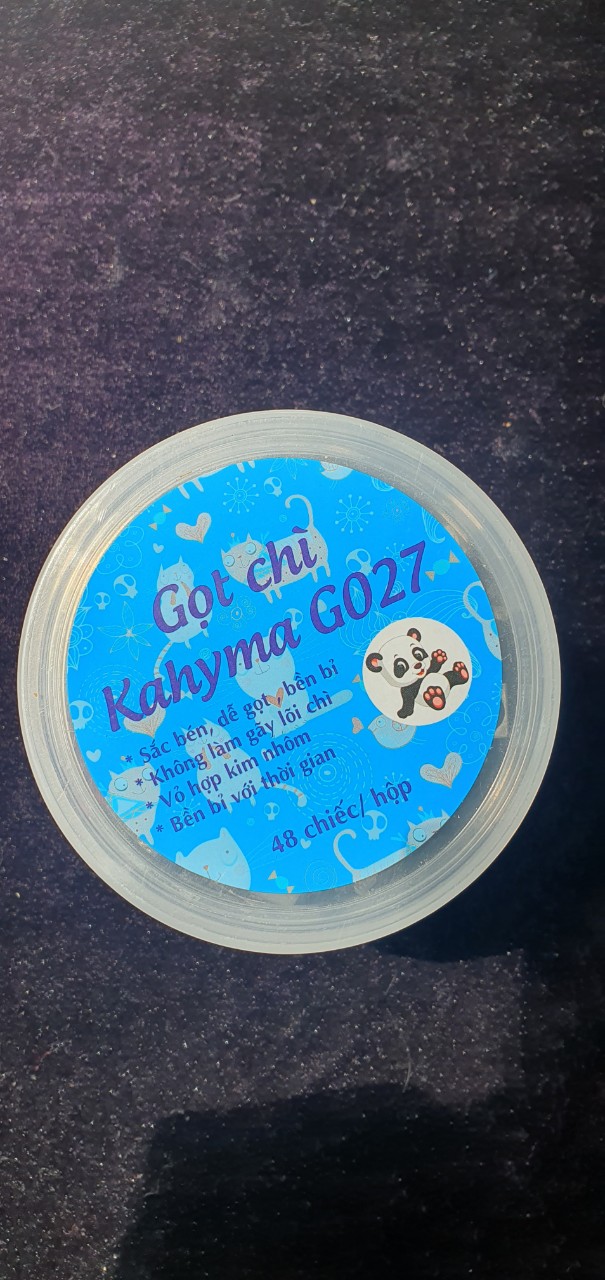 Gọt chì
Kahyma G027
* Sắc bén, dễ gọt, bền bỉ
* Không làm gãy lõi chì
* Vỏ hợp kim nhôm
* Bền bỉ với thời gian
48 chiếc/ hộp